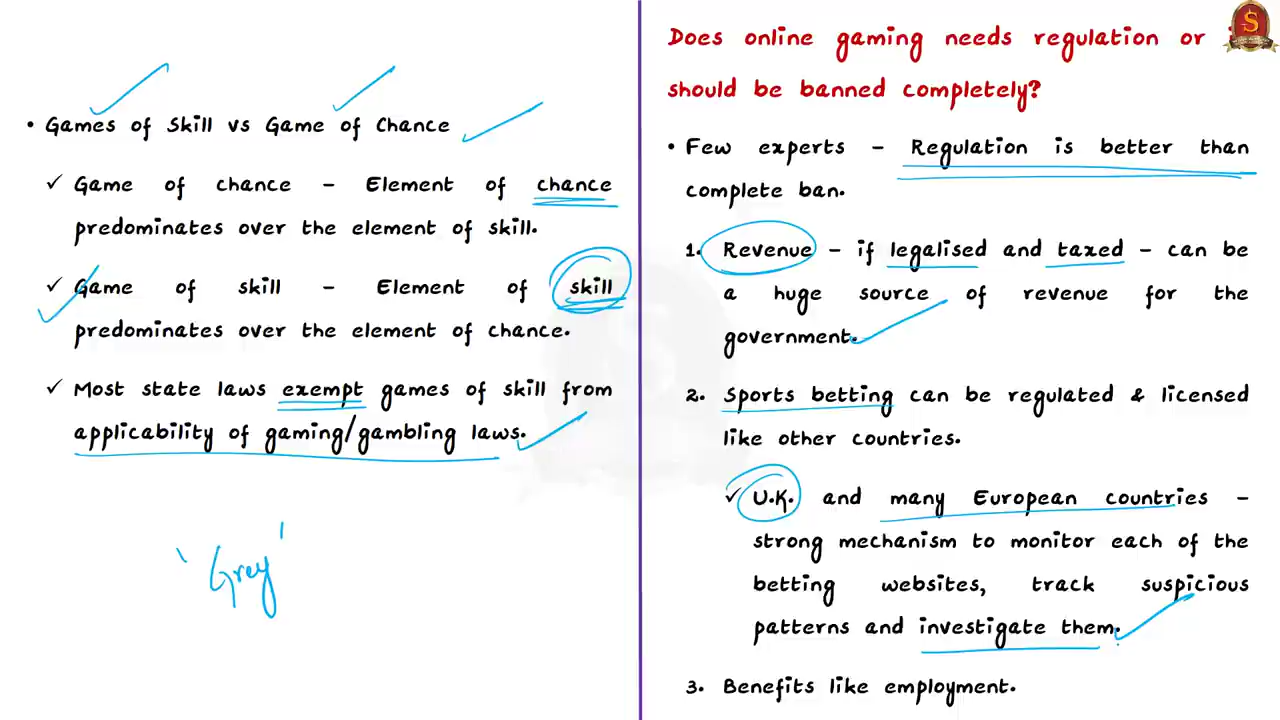 • Games of Skill vs Game of Chance
✓ Game of chance – Element of chance
predominates over the element of skill.
✓ Game of skill – Element of skill
predominates over the element of chance.
✓ Most state laws exempt games of skill from
applicability of gaming/gambling laws.
'Grey'
Does online gaming needs regulation or
should be banned completely?
• Few experts – Regulation is better than
complete ban.
1. Revenue – if legalised and taxed – can be
a huge source of revenue for the
government.
2. Sports betting can be regulated & licensed
like other countries.
✓ U.K. and many European countries –
strong mechanism to monitor each of the
betting websites, track suspicious
patterns and investigate them.
3. Benefits like employment.